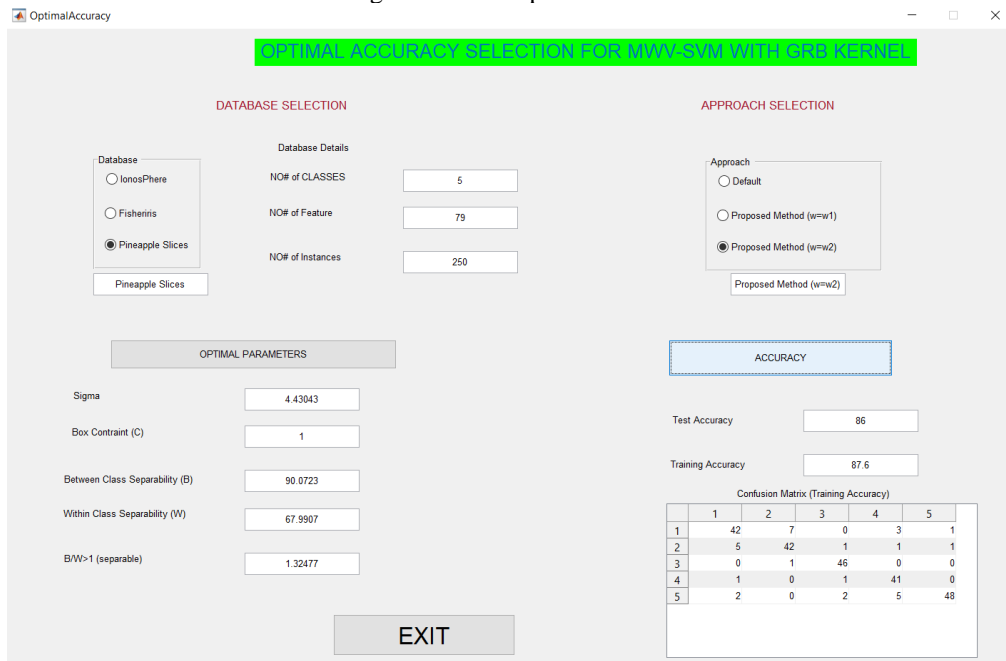 OptimalAccuracy
OPTIMAL ACCURACY SELECTION FOR MWV-SVM WITH GRB KERNEL
DATABASE SELECTION
Database
IonosPhere
Fisheriris
Pineapple Slices
Pineapple Slices
Database Details
NO# of CLASSES 5
NO# of Feature 79
NO# of Instances 250
APPROACH SELECTION
Approach
Default
Proposed Method (w=w1)
Proposed Method (w=w2)
Proposed Method (w=w2)
OPTIMAL PARAMETERS
Sigma 4.43043
Box Contraint (C) 1
Between Class Separability (B) 90.0723
Within Class Separability (W) 67.9907
B/W>1 (separable) 1.32477
ACCURACY
Test Accuracy 86
Training Accuracy 87.6
Confusion Matrix (Training Accuracy)
1 2 3 4 5
1 42 7 0 3 1
2 5 42 1 1 1
3 0 1 46 0 0
4 1 0 1 41 0
5 2 0 2 5 48
EXIT